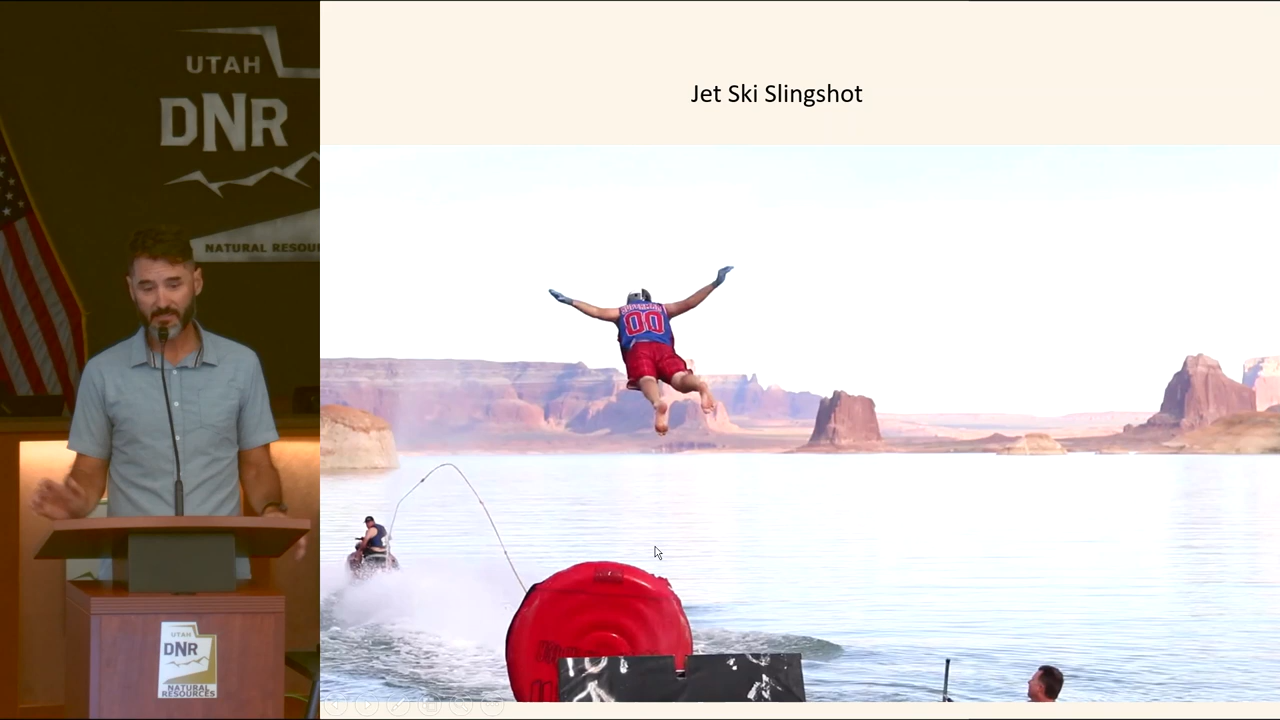 UTAH
DNR
NATURAL RESOU
Jet Ski Slingshot
00
UTAH
DNR
NATURAL
RESOURCES